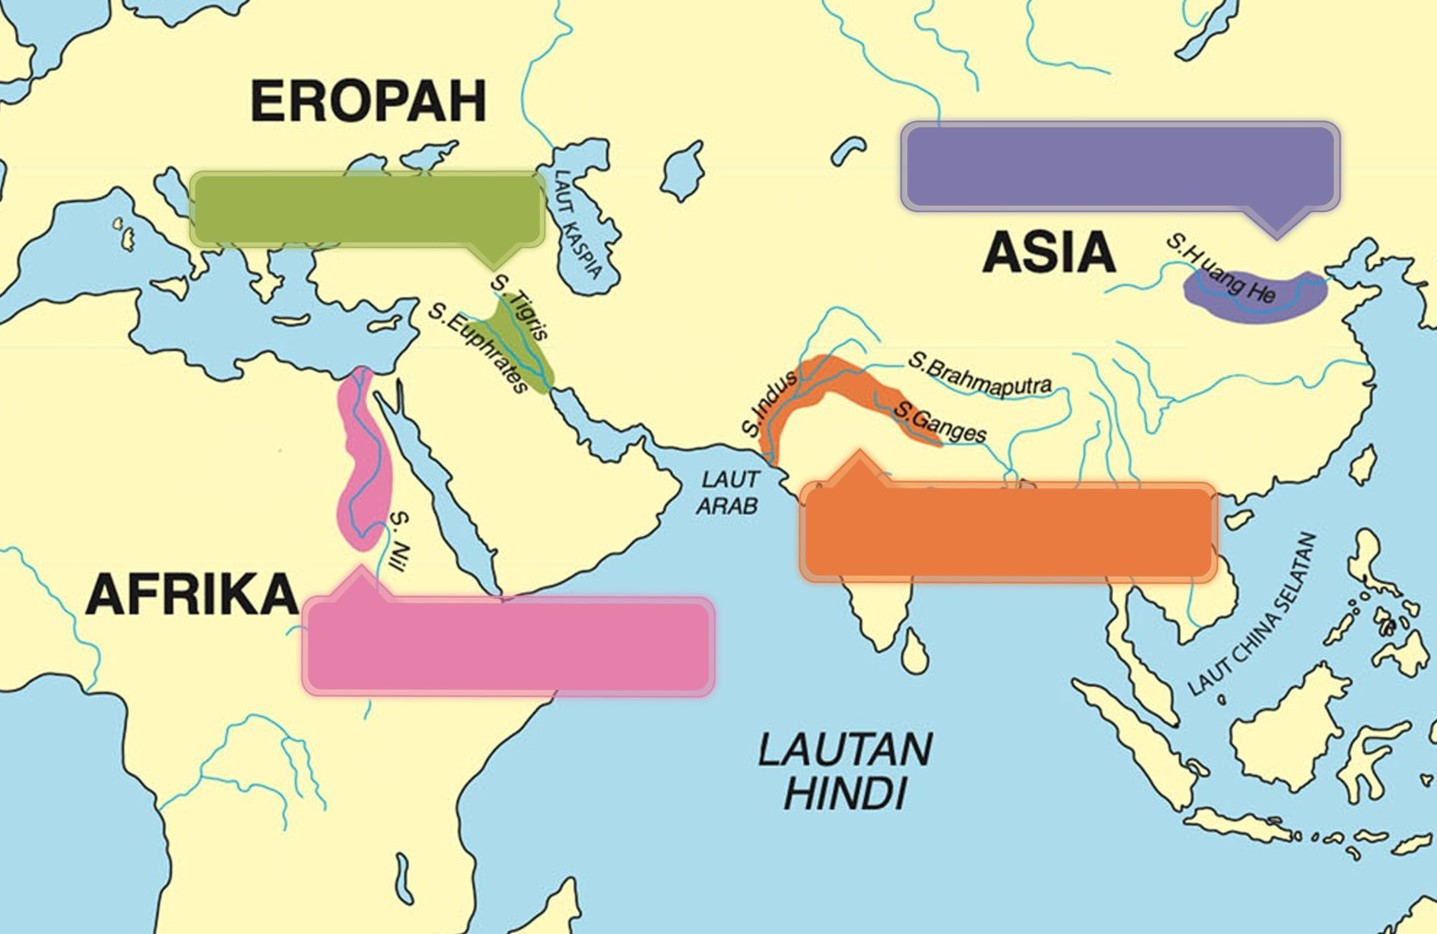 EROPAH
LAUT KASPIA
ASIA
S.Huang He
S. Tigris
S.Euphrates
S.Indus
S.Brahmaputra
S.Ganges
LAUT
ARAB
S. Nil
AFRIKA
LAUT CHINA SELATAN
LAUTAN
HINDI